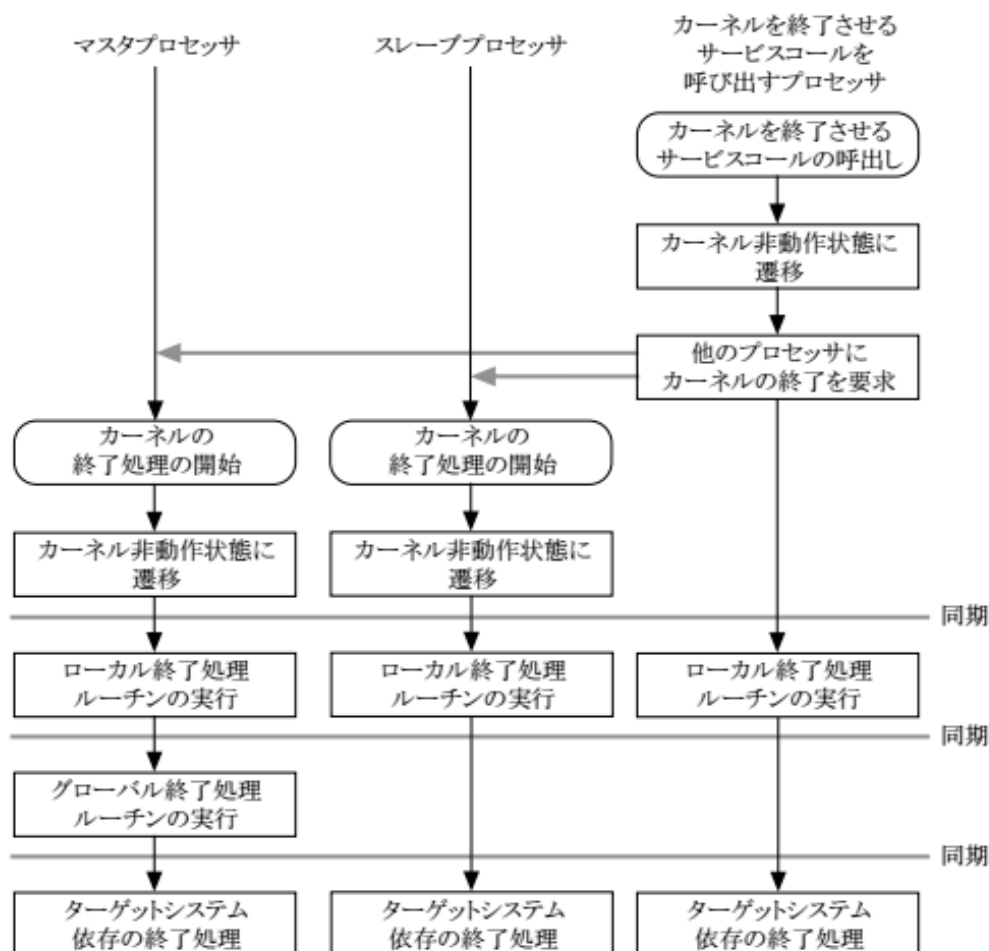 マスタプロセッサ
スレーブプロセッサ
カーネルを終了させる
サービスコールを
呼び出すプロセッサ
カーネルを終了させる
サービスコールの呼出し
カーネル非動作状態に
遷移
他のプロセッサに
カーネルの終了を要求
カーネルの
終了処理の開始
カーネルの
終了処理の開始
カーネル非動作状態に
遷移
カーネル非動作状態に
遷移
同期
ローカル終了処理
ルーチンの実行
ローカル終了処理
ルーチンの実行
ローカル終了処理
ルーチンの実行
同期
グローバル終了処理
ルーチンの実行
同期
ターゲットシステム
依存の終了処理
ターゲットシステム
依存の終了処理
ターゲットシステム
依存の終了処理